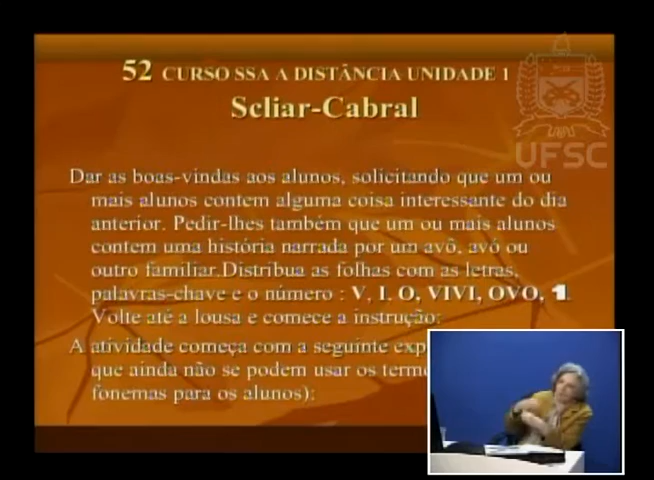 52 CURSO SSA A DISTÂNCIA UNIDADE 1
Scliar-Cabral
UFSC
Dar as boas-vindas aos alunos, solicitando que um ou
mais alunos contem alguma coisa interessante do dia
anterior. Pedir-lhes também que um ou mais alunos
contem uma história narrada por um avô, avó ou
outro familiar.Distribua as folhas com as letras,
palavras-chave e o número : V, I. O, VIVI, OVO, 1.
Volte até a lousa e comece a instrução:
A atividade começa com a seguinte exp
que ainda não se podem usar os termo
fonemas para os alunos):